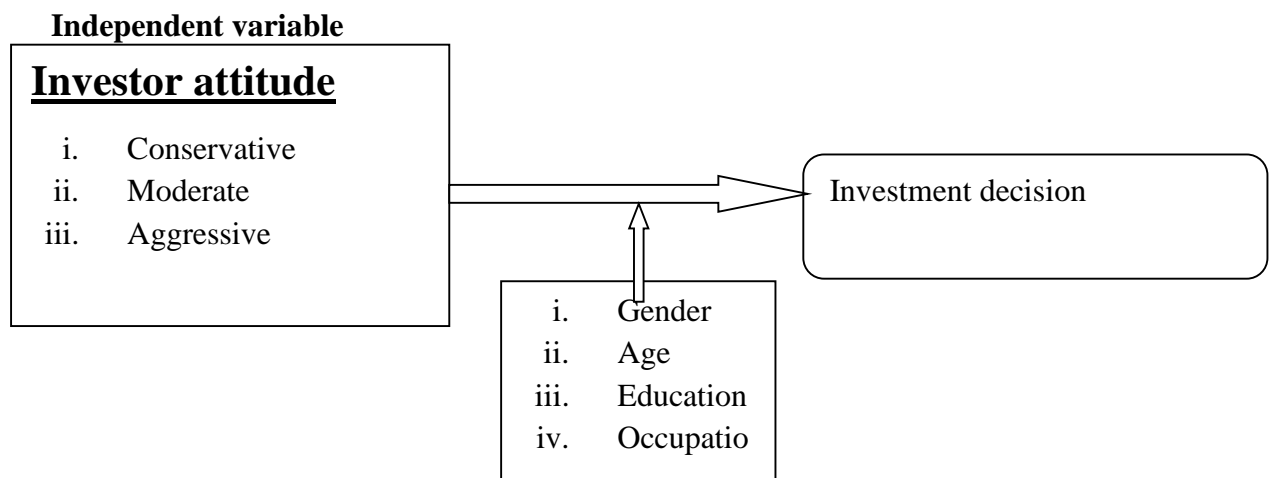 Independent variable
Investor attitude
i. Conservative
ii. Moderate
iii. Aggressive
Investment decision
i. Gender
ii. Age
iii. Education
iv. Occupatio